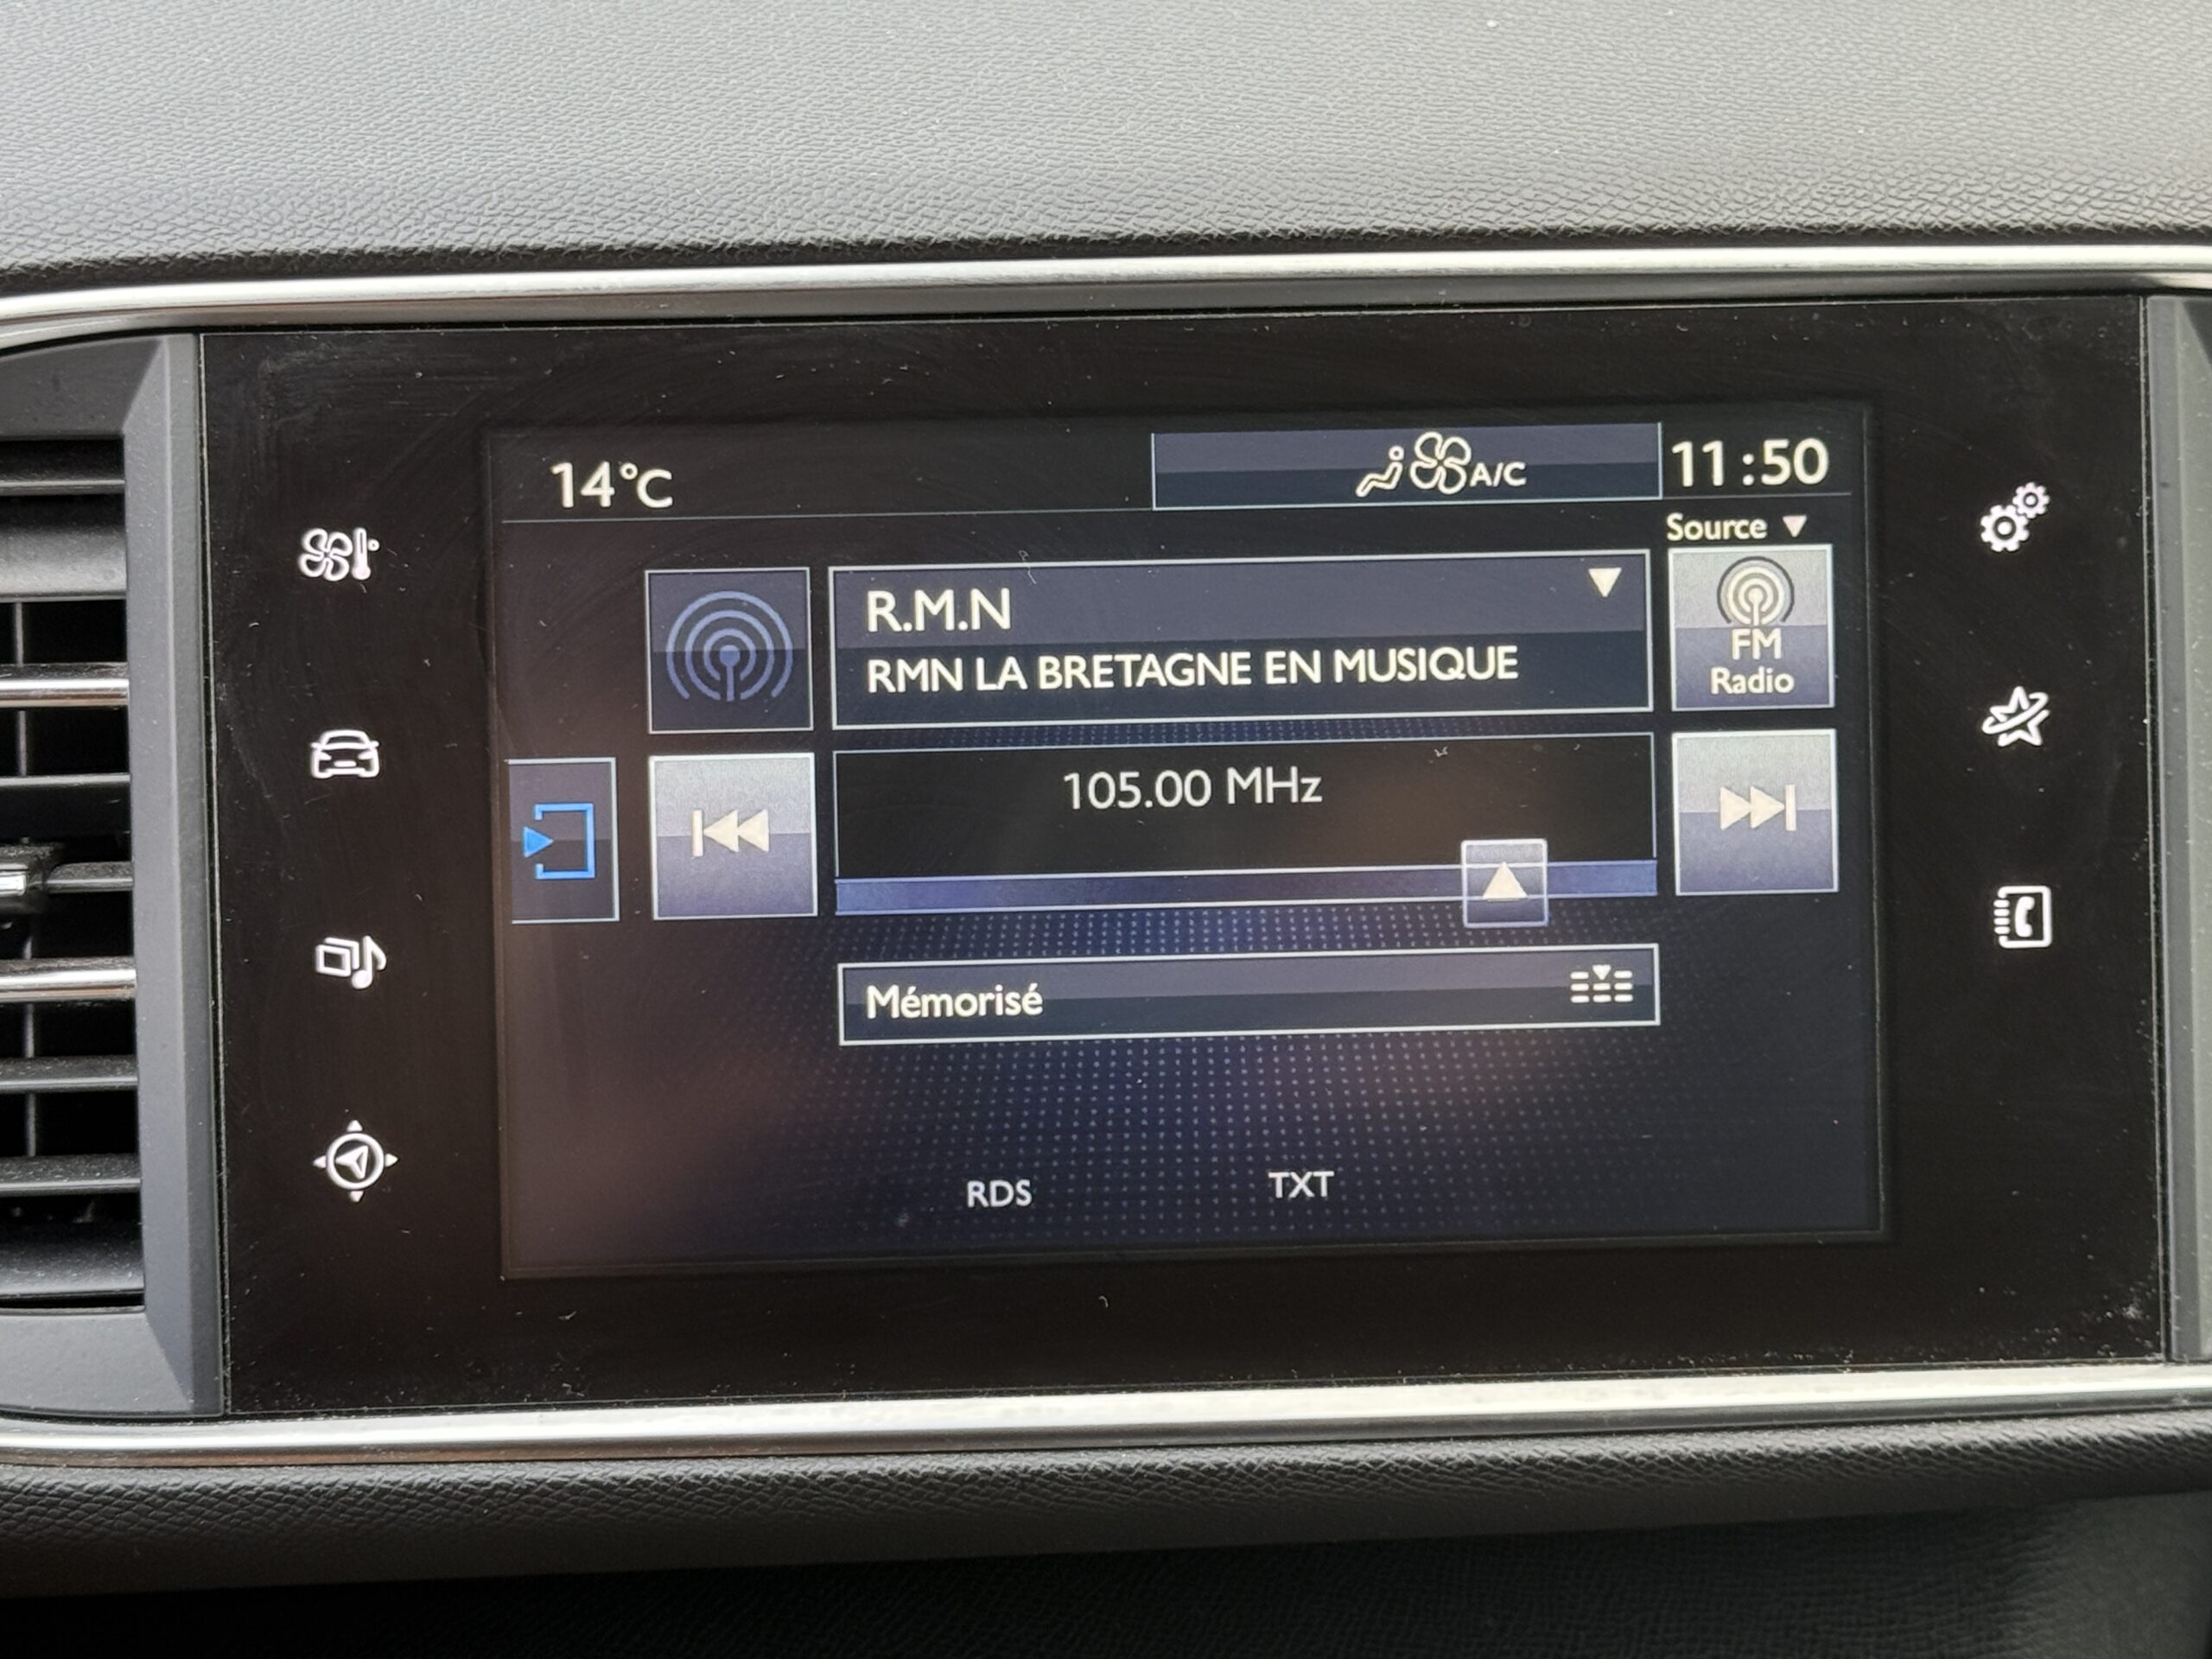 14°C
A/C
11:50
Source
R.M.N
RMN LA BRETAGNE EN MUSIQUE
FM
Radio
105.00 MHz
Mémorisé
RDS
TXT